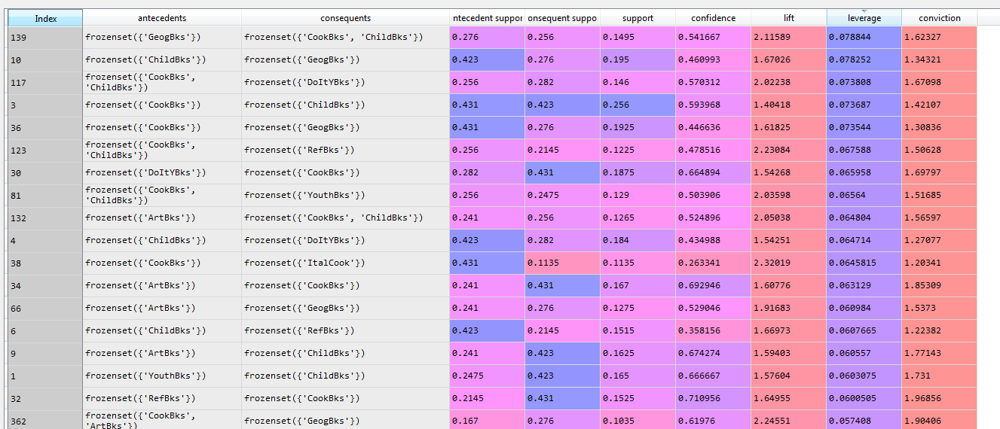 Index antecedents consequents ntecedent suppor onsequent suppo support confidence lift leverage conviction
139 frozenset({'GeogBks'}) frozenset({'CookBks', 'ChildBks'}) 0.276 0.256 0.1495 0.541667 2.11589 0.078844 1.62327
10 frozenset({'ChildBks'}) frozenset({'GeogBks'}) 0.423 0.276 0.195 0.460993 1.67026 0.078252 1.34321
117 frozenset({'CookBks', 
'ChildBks'}) frozenset({'DoItYBks'}) 0.256 0.282 0.146 0.570312 2.02238 0.073808 1.67098
3 frozenset({'CookBks'}) frozenset({'ChildBks'}) 0.431 0.423 0.256 0.593968 1.40418 0.073687 1.42107
36 frozenset({'CookBks'}) frozenset({'GeogBks'}) 0.431 0.276 0.1925 0.446636 1.61825 0.073544 1.30836
123 frozenset({'CookBks', 
'ChildBks'}) frozenset({'RefBks'}) 0.256 0.2145 0.1225 0.478516 2.23084 0.067588 1.50628
30 frozenset({'DoItYBks'}) frozenset({'CookBks'}) 0.282 0.431 0.1875 0.664894 1.54268 0.065958 1.69797
81 frozenset({'CookBks', 
'ChildBks'}) frozenset({'YouthBks'}) 0.256 0.2475 0.129 0.503906 2.03598 0.06564 1.51685
132 frozenset({'ArtBks'}) frozenset({'CookBks', 'ChildBks'}) 0.241 0.256 0.1265 0.524896 2.05038 0.064804 1.56597
4 frozenset({'ChildBks'}) frozenset({'DoItYBks'}) 0.423 0.282 0.184 0.434988 1.54251 0.064714 1.27077
38 frozenset({'CookBks'}) frozenset({'ItalCook'}) 0.431 0.1135 0.1135 0.263341 2.32019 0.0645815 1.20341
34 frozenset({'ArtBks'}) frozenset({'CookBks'}) 0.241 0.431 0.167 0.692946 1.60776 0.063129 1.85309
66 frozenset({'ArtBks'}) frozenset({'GeogBks'}) 0.241 0.276 0.1275 0.529046 1.91683 0.060984 1.5373
6 frozenset({'ChildBks'}) frozenset({'RefBks'}) 0.423 0.2145 0.1515 0.358156 1.66973 0.0607665 1.22382
9 frozenset({'ArtBks'}) frozenset({'ChildBks'}) 0.241 0.423 0.1625 0.674274 1.59403 0.060557 1.77143
1 frozenset({'YouthBks'}) frozenset({'ChildBks'}) 0.2475 0.423 0.165 0.666667 1.57604 0.0603075 1.731
32 frozenset({'RefBks'}) frozenset({'CookBks'}) 0.2145 0.431 0.1525 0.710956 1.64955 0.0600505 1.96856
362 frozenset({'CookBks', 
'ArtBks'}) frozenset({'GeogBks'}) 0.167 0.276 0.1035 0.61976 2.24551 0.057408 1.90406